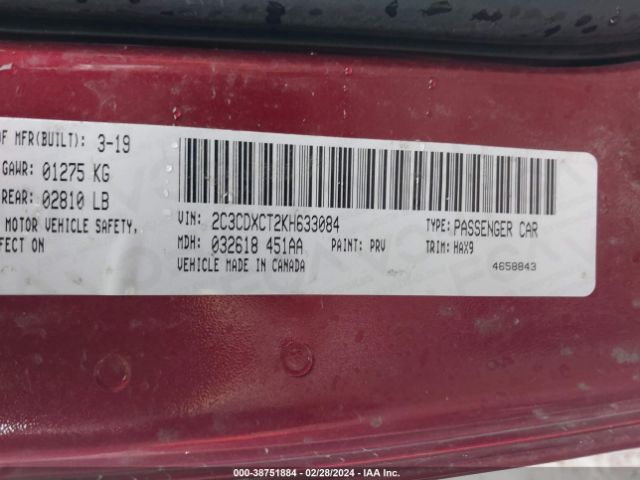 OF MFR(BUILT): 3-19
GAWR: 01275 KG
REAR: 02810 LB
MOTOR VEHICLE SAFETY,
EFFECT ON
VIN: 2C3CDXCT2KH633084
TYPE: PASSENGER CAR
MDH: 032618 451AA
PAINT: PRV
TRIM: HAX9
VEHICLE MADE IN CANADA
4658843
000-38751884 / 02/28/2024 - IAA Inc.